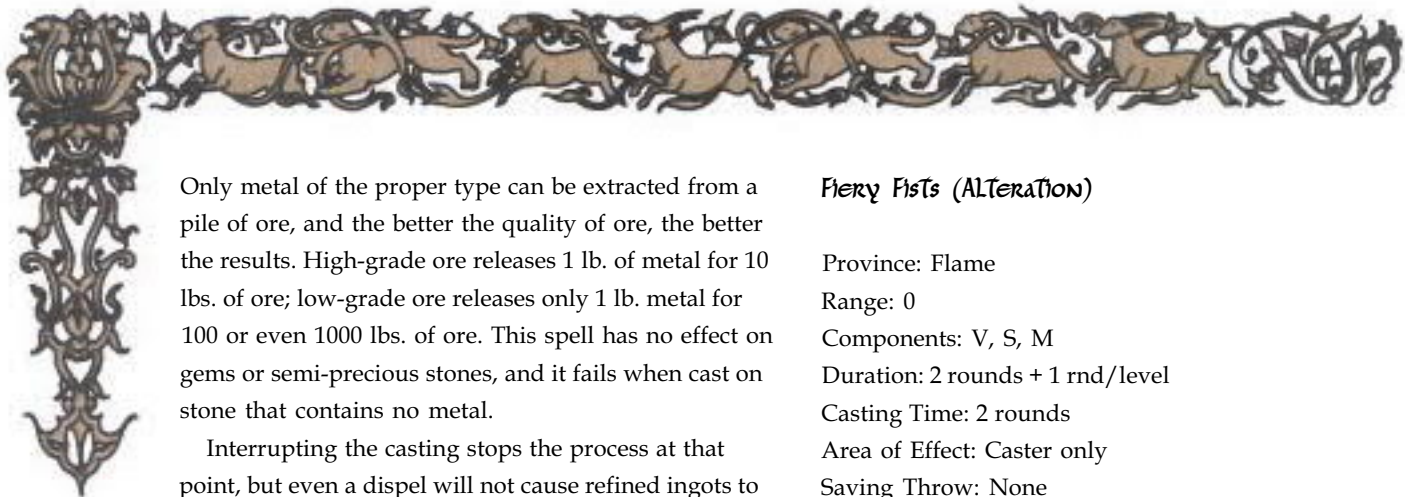 Only metal of the proper type can be extracted from a
pile of ore, and the better the quality of ore, the better
the results. High-grade ore releases 1 lb. of metal for 10
lbs. of ore; low-grade ore releases only 1 lb. metal for
100 or even 1000 lbs. of ore. This spell has no effect on
gems or semi-precious stones, and it fails when cast on
stone that contains no metal.
Interrupting the casting stops the process at that
point, but even a dispel will not cause refined ingots to
Fiery Fists (Alteration)
Province: Flame
Range: 0
Components: V, S, M
Duration: 2 rounds + 1 rnd/level
Casting Time: 2 rounds
Area of Effect: Caster only
Saving Throw: None